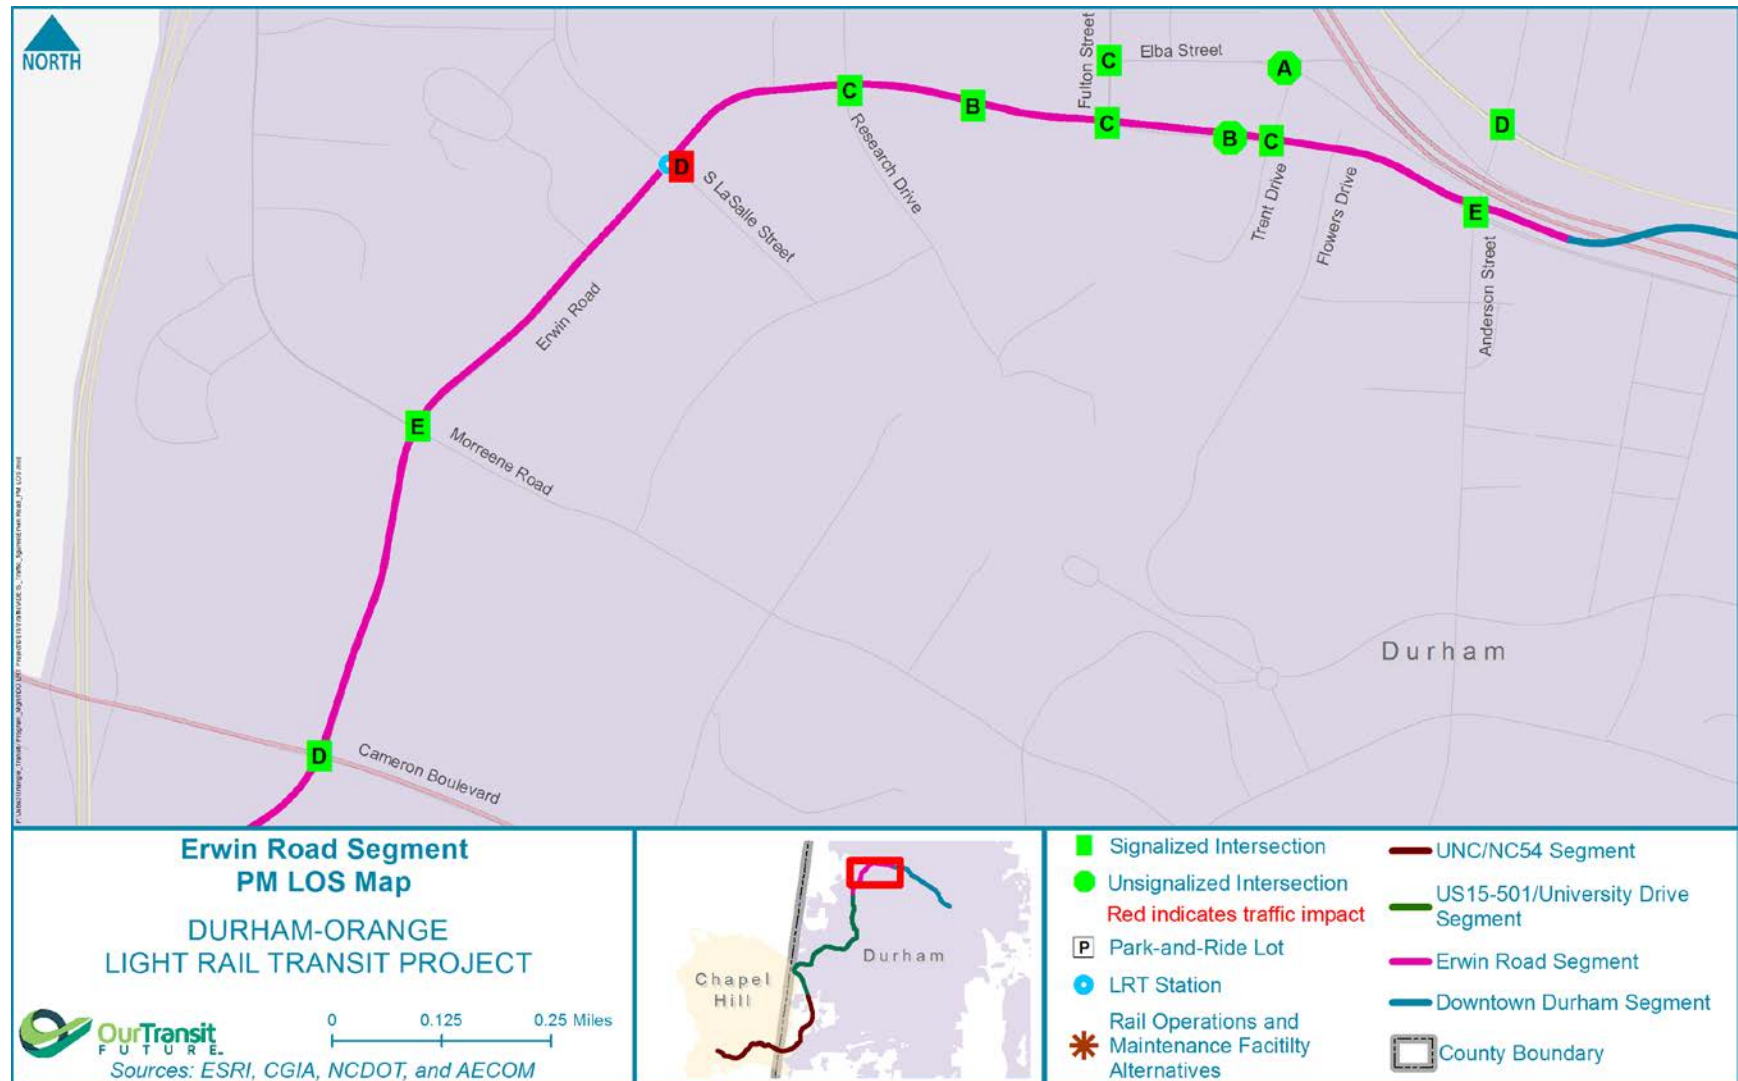 NORTH
Fulton Street
C
Elba Street
A
C
B
C
B
C
D
Research Drive
D
S LaSalle Street
Trent Drive
Flowers Drive
E
Anderson Street
Erwin Road
E
Morreene Road
Durham
D
Cameron Boulevard
Erwin Road Segment
PM LOS Map
DURHAM-ORANGE
LIGHT RAIL TRANSIT PROJECT
OurTransit
FUTURE
0 0.125 0.25 Miles
Sources: ESRI, CGIA, NCDOT, and AECOM
Durham
Chapel
Hill
Signalized Intersection
Unsignalized Intersection
Red indicates traffic impact
P Park-and-Ride Lot
LRT Station
Rail Operations and
Maintenance Facitilty
Alternatives
UNC/NC54 Segment
US15-501/University Drive
Segment
Erwin Road Segment
Downtown Durham Segment
County Boundary